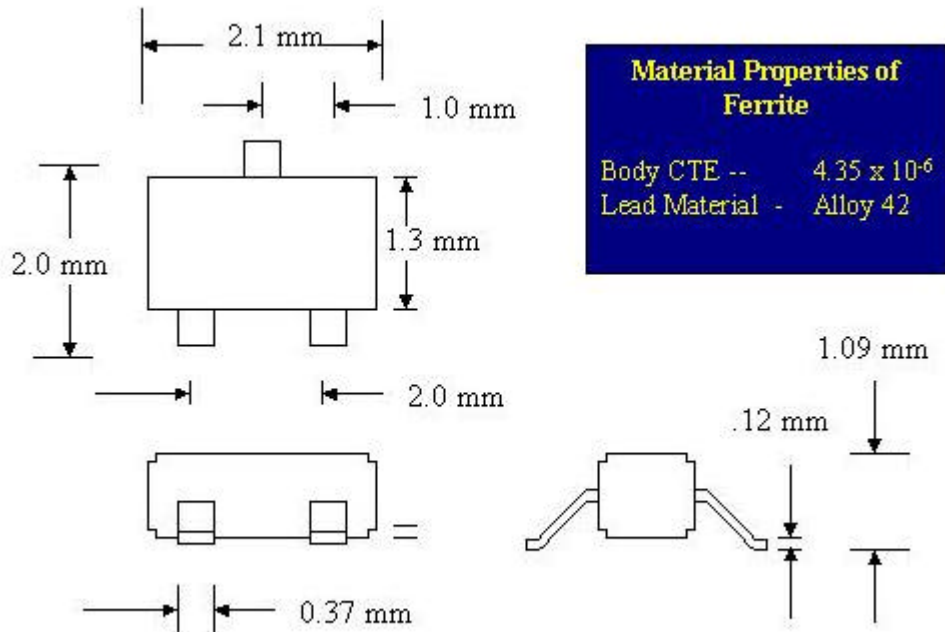 2.1 mm
1.0 mm
Material Properties of
Ferrite
Body CTE -- 4.35 x 10⁻⁶
Lead Material - Alloy 42
1.3 mm
2.0 mm
2.0 mm
1.09 mm
.12 mm
0.37 mm